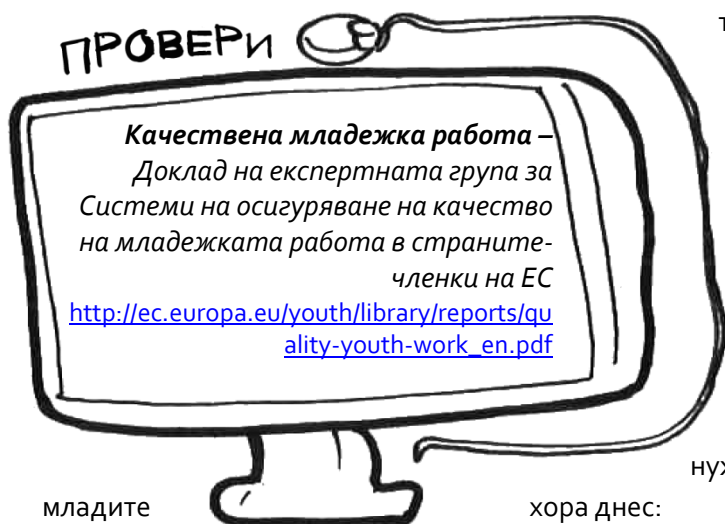 ПРОВЕРИ
Качествена младежка работа –
Доклад на експертната група за
Системи на осигуряване на качество
на младежката работа в страните-
членки на ЕС
http://ec.europa.eu/youth/library/reports/qu
ality-youth-work_en.pdf
младите хора днес: